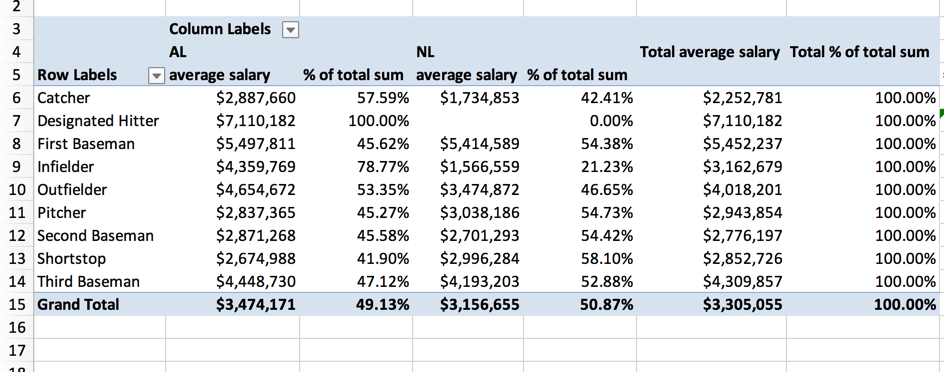 2
3 Column Labels
4 AL NL Total average salary Total % of total sum
5 Row Labels average salary % of total sum average salary % of total sum
6 Catcher $2,887,660 57.59% $1,734,853 42.41% $2,252,781 100.00%
7 Designated Hitter $7,110,182 100.00% 0.00% $7,110,182 100.00%
8 First Baseman $5,497,811 45.62% $5,414,589 54.38% $5,452,237 100.00%
9 Infielder $4,359,769 78.77% $1,566,559 21.23% $3,162,679 100.00%
10 Outfielder $4,654,672 53.35% $3,474,872 46.65% $4,018,201 100.00%
11 Pitcher $2,837,365 45.27% $3,038,186 54.73% $2,943,854 100.00%
12 Second Baseman $2,871,268 45.58% $2,701,293 54.42% $2,776,197 100.00%
13 Shortstop $2,674,988 41.90% $2,996,284 58.10% $2,852,726 100.00%
14 Third Baseman $4,448,730 47.12% $4,193,203 52.88% $4,309,857 100.00%
15 Grand Total $3,474,171 49.13% $3,156,655 50.87% $3,305,055 100.00%
16
17